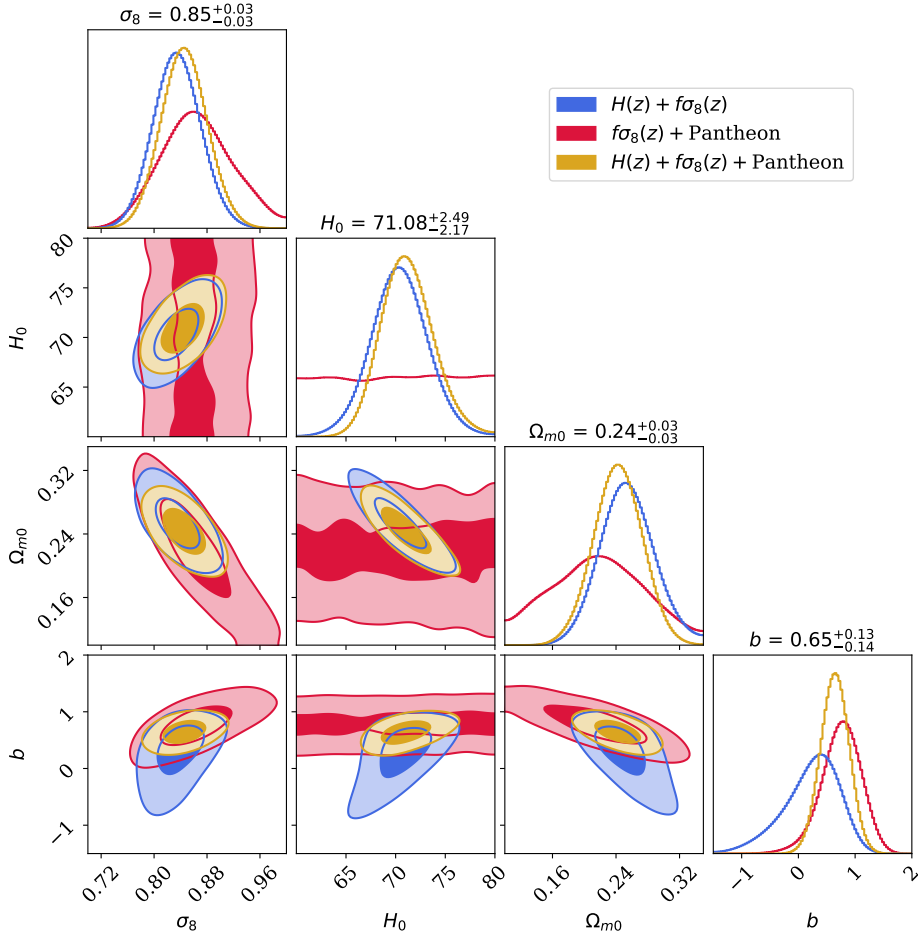 σ₈ = 0.85⁺⁰·⁰³₋₀.₀₃
H(z) + fσ₈(z)
fσ₈(z) + Pantheon
H(z) + fσ₈(z) + Pantheon
H₀ = 71.08⁺²·⁴⁹₋₂.₁₇
80
75
70
65
H₀
Ωₘ₀ = 0.24⁺⁰·⁰³₋₀.₀₃
0.32
0.24
0.16
Ωₘ₀
b = 0.65⁺⁰·¹³₋₀.₁₄
2
1
0
−1
b
0.72 0.80 0.88 0.96
65 70 75 80
0.16 0.24 0.32
−1 0 1 2
σ₈ H₀ Ωₘ₀ b